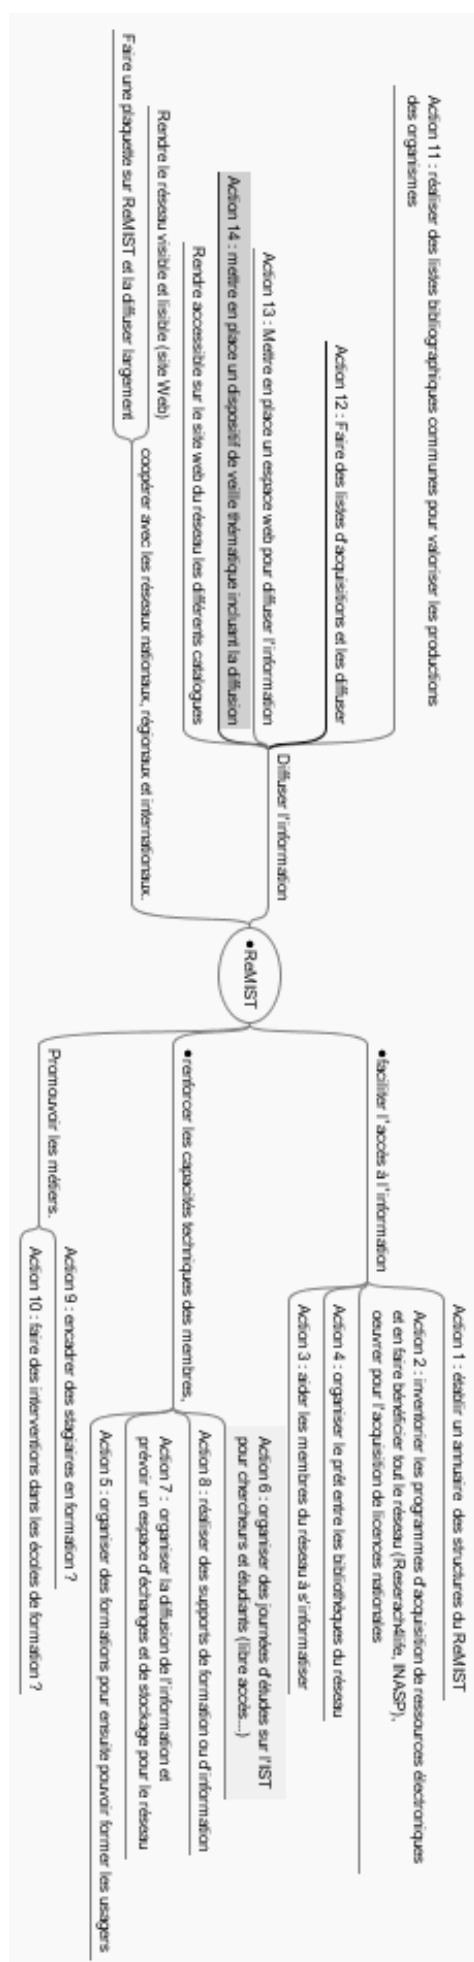 Action 11 : réaliser des listes bibliographiques communes pour valoriser les productions
des organismes
Action 12 : Faire des listes d'acquisitions et les diffuser
Action 13 : Mettre en place un espace web pour diffuser l'information
Action 14 : mettre en place un dispositif de veille thématique incluant la diffusion
Rendre accessible sur le site web du réseau les différents catalogues
Diffuser l'information
Rendre le réseau visible et lisible (site Web)
Faire une plaquette sur ReMIST et la diffuser largement
coopérer avec les réseaux nationaux, régionaux et internationaux.
•ReMIST
•faciliter l'accès à l'information
Action 1 : établir un annuaire des structures du ReMIST
Action 2 : inventorier les programmes d'acquisition de ressources électroniques
et en faire bénéficier tout le réseau (Reserach4life, INASP),
oeuvrer pour l'acquisition de licences nationales
Action 4 : organiser le prêt entre les bibliothèques du réseau
Action 3 : aider les membres du réseau à s'informatiser
•renforcer les capacités techniques des membres,
Action 6 : organiser des journées d'études sur l'IST
pour chercheurs et étudiants (libre accès...)
Action 8 : réaliser des supports de formation ou d'information
Action 7 : organiser la diffusion de l'information et
prévoir un espace d'échanges et de stockage pour le réseau
Action 5 : organiser des formations pour ensuite pouvoir former les usagers
Promouvoir les métiers.
Action 9 : encadrer des stagiaires en formation ?
Action 10 : faire des interventions dans les écoles de formation ?